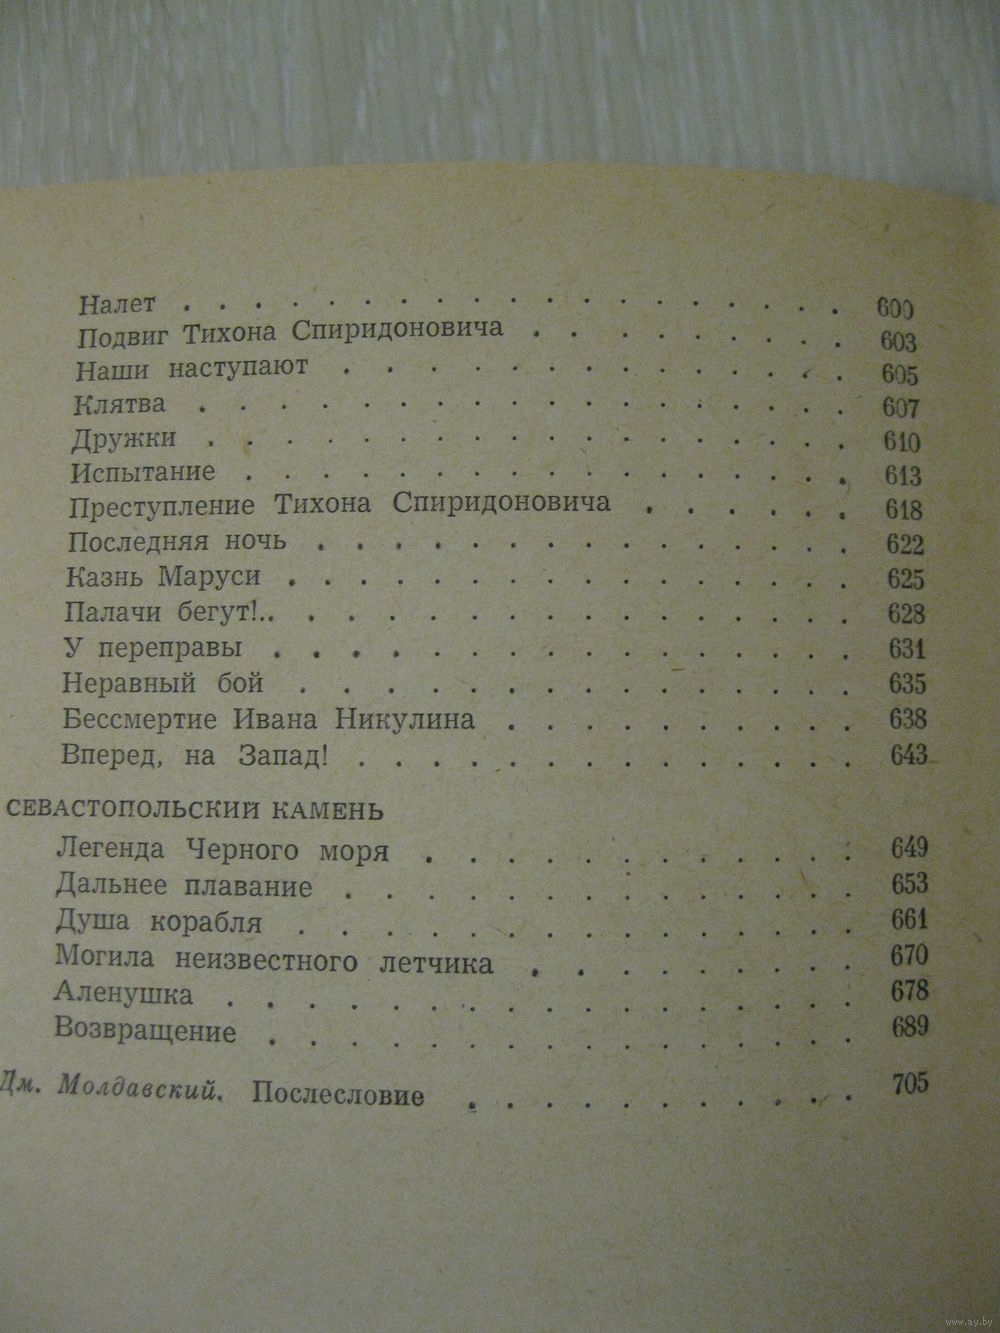 Налет . . . . . . . . . . . . . . . . . . . 600
Подвиг Тихона Спиридоновича . . . . . . . . . 603
Наши наступают . . . . . . . . . . . . . . 605
Клятва . . . . . . . . . . . . . . . . . 607
Дружки . . . . . . . . . . . . . . . . . 610
Испытание . . . . . . . . . . . . . . . . 613
Преступление Тихона Спиридоновича . . . . . . 618
Последняя ночь . . . . . . . . . . . . . . 622
Казнь Маруси . . . . . . . . . . . . . . . 625
Палачи бегут!.. . . . . . . . . . . . . . . 628
У переправы . . . . . . . . . . . . . . . 631
Неравный бой . . . . . . . . . . . . . . 635
Бессмертие Ивана Никулина . . . . . . . . . 638
Вперед, на Запад! . . . . . . . . . . . . . 643
СЕВАСТОПОЛЬСКИЙ КАМЕНЬ
Легенда Черного моря . . . . . . . . . . . 649
Дальнее плавание . . . . . . . . . . . . . 653
Душа корабля . . . . . . . . . . . . . . 661
Могила неизвестного летчика . . . . . . . . 670
Аленушка . . . . . . . . . . . . . . . . 678
Возвращение . . . . . . . . . . . . . . . 689
Дм. Молдавский. Послесловие . . . . . . . . . . 705
www.ay.by